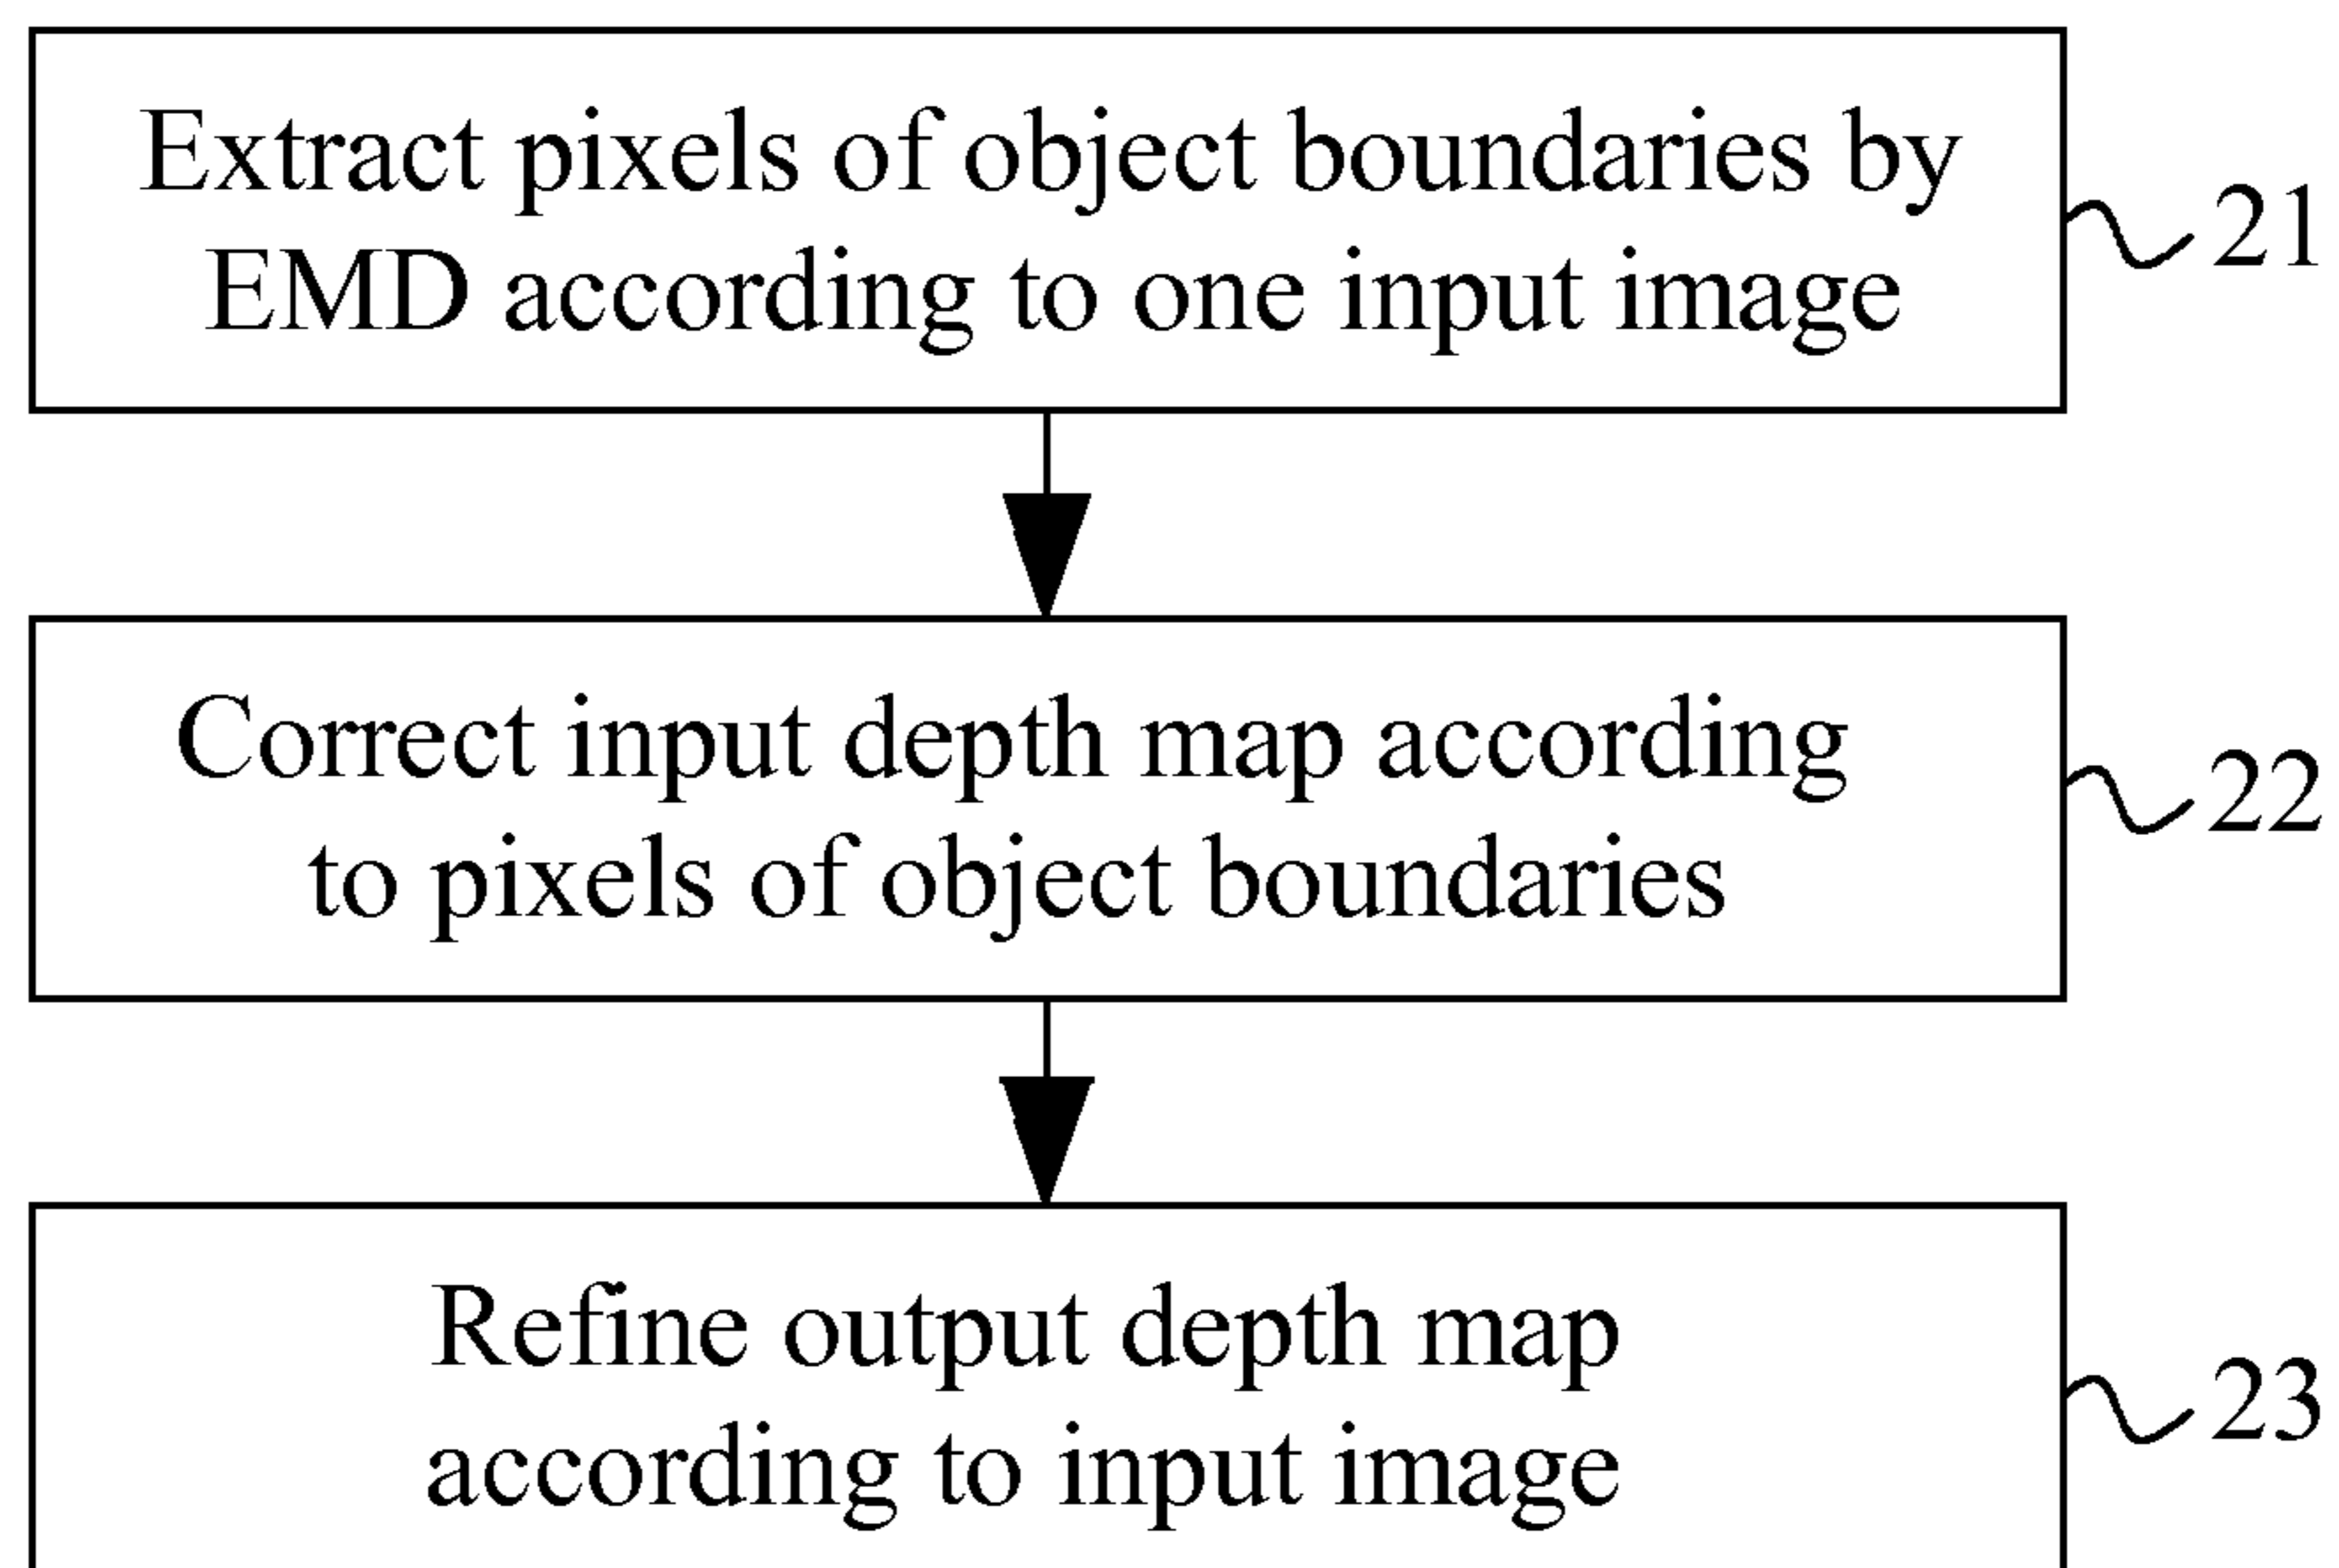 Extract pixels of object boundaries by
EMD according to one input image
21
Correct input depth map according
to pixels of object boundaries
22
Refine output depth map
according to input image
23